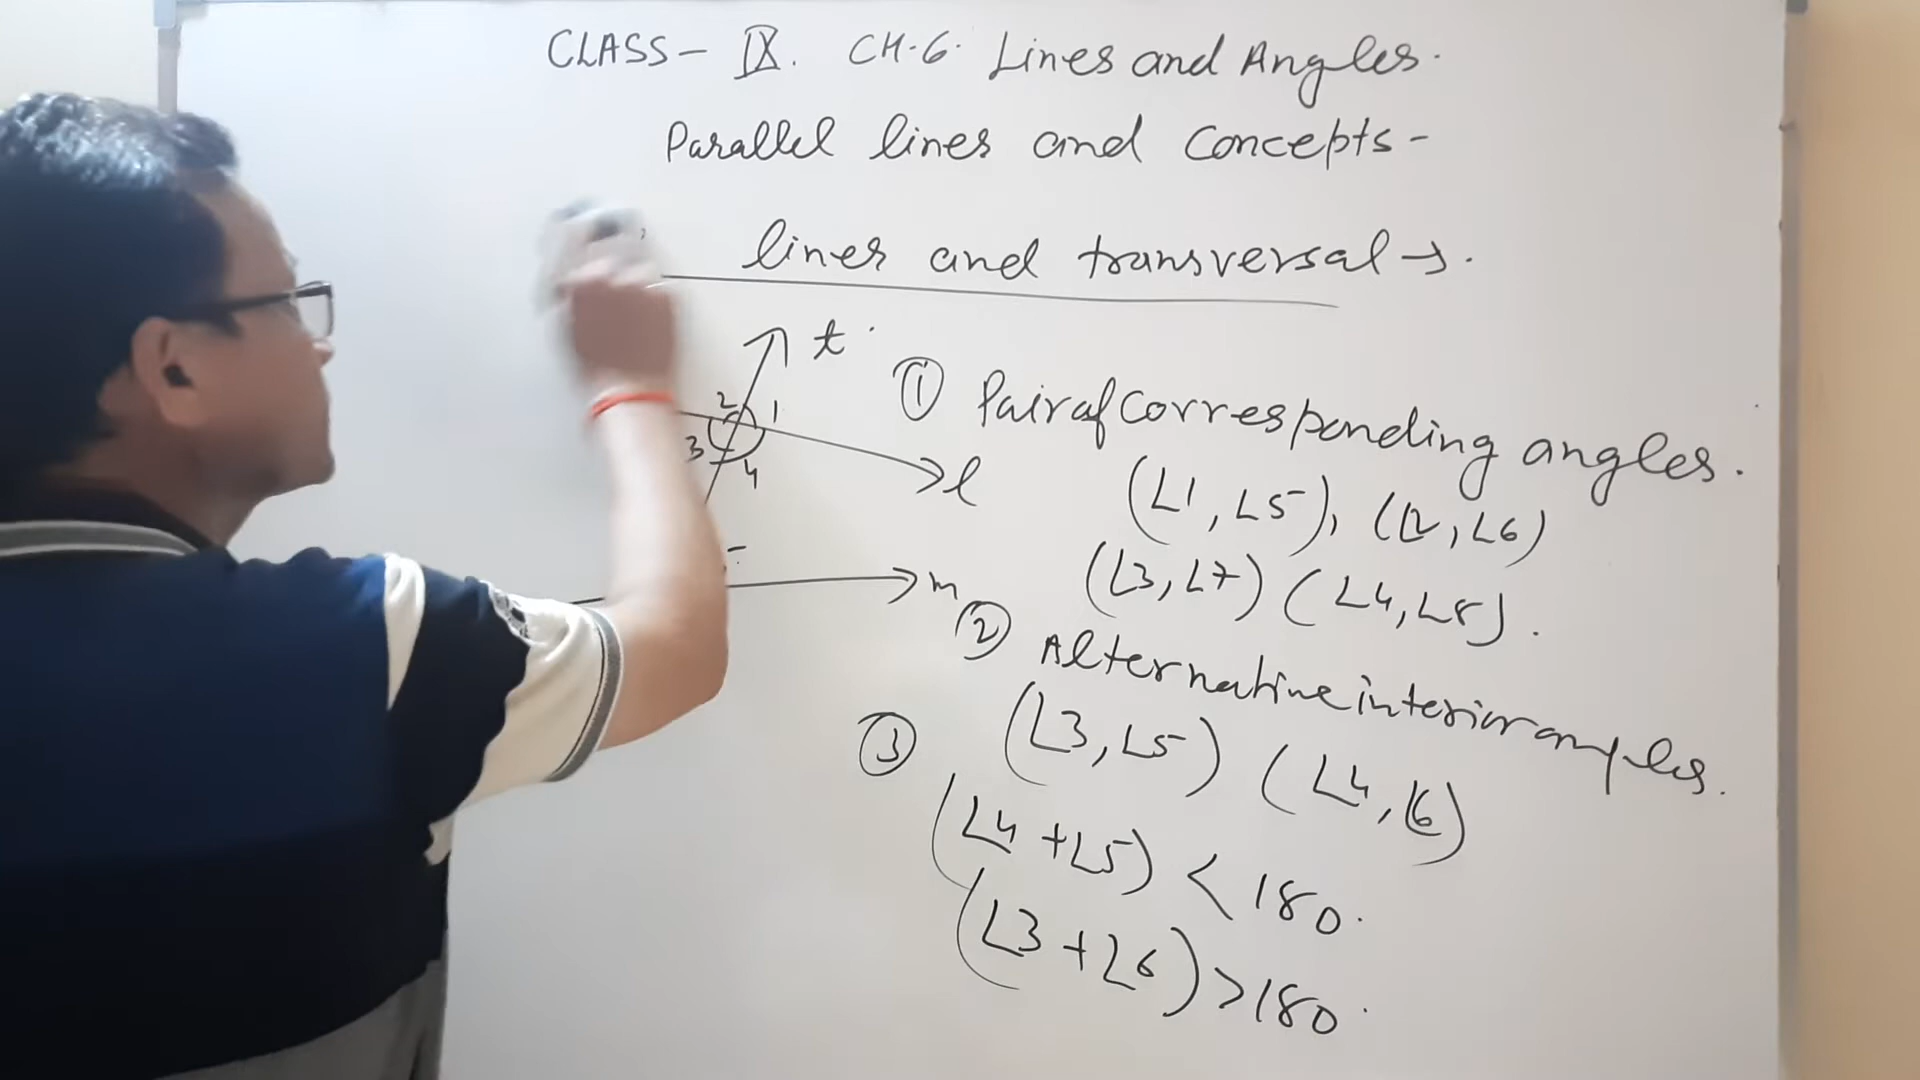 CLASS- IX. CH.6. Lines and Angles.
Parallel lines and Concepts-
lines and transversal →.
t
2 1
3 4
l
m
① Pair of Corresponding angles.
(∠1, ∠5), (∠2, ∠6)
(∠3, ∠7) (∠4, ∠8).
② Alternative interior angles.
(∠3, ∠5) (∠4, ∠6)
③
(∠4 + ∠5) < 180.
(∠3 + ∠6) > 180.